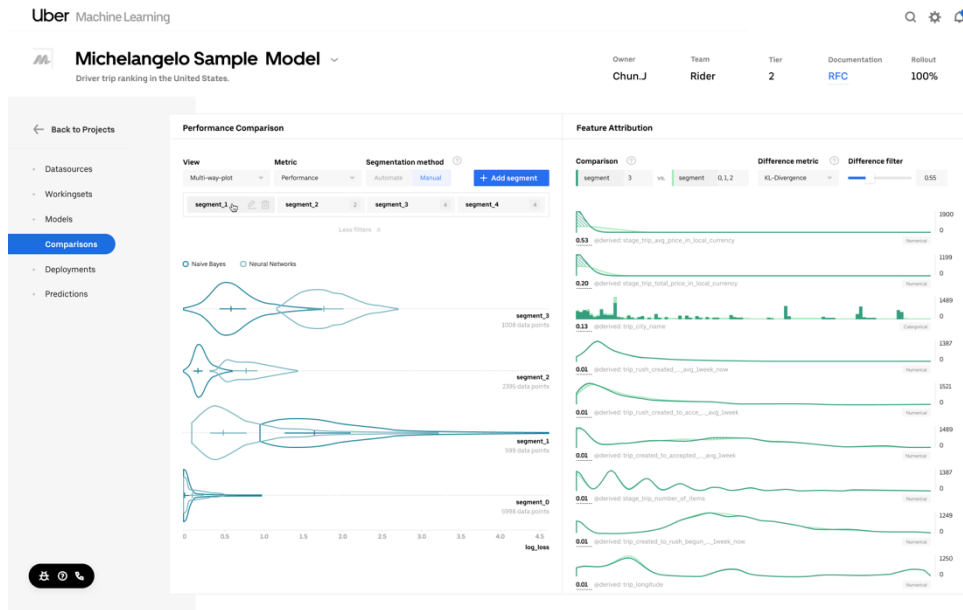 Uber Machine Learning
Michelangelo Sample Model
Driver trip ranking in the United States.
Owner
Chun.J
Team
Rider
Tier
2
Documentation
RFC
Rollout
100%
Back to Projects
Datasources
Workingsets
Models
Comparisons
Deployments
Predictions
Performance Comparison
View
Metric
Segmentation method
Multi-way-plot
Performance
Automate
Manual
+ Add segment
segment_1
segment_2 2
segment_3 4
segment_4 4
Less filters
Naive Bayes
Neural Networks
segment_3
1008 data points
segment_2
2395 data points
segment_1
599 data points
segment_0
5998 data points
0 0.5 1.0 1.5 2.0 2.5 3.0 3.5 4.0 4.5
log_loss
Feature Attribution
Comparison
Difference metric
Difference filter
segment 3
vs.
segment 0,1,2
KL-Divergence
0.55
1900
0
0.53 @derived: stage_trip_avg_price_in_local_currency
Numerical
1199
0
0.20 @derived: stage_trip_total_price_in_local_currency
Numerical
1489
0
0.13 @derived: trip_city_name
Categorical
1387
0
0.01 @derived: trip_rush_created_..._avg_1week_now
Numerical
1521
0
0.01 @derived: trip_rush_created_to_acce_..._avg_1week
Numerical
1489
0
0.01 @derived: trip_created_to_accepted_..._avg_1week
Numerical
1387
0
0.01 @derived: stage_trip_number_of_items
Numerical
1249
0
0.01 @derived: trip_created_to_rush_begun_..._1week_now
Numerical
1250
0
0.01 @derived: trip_longitude
Numerical